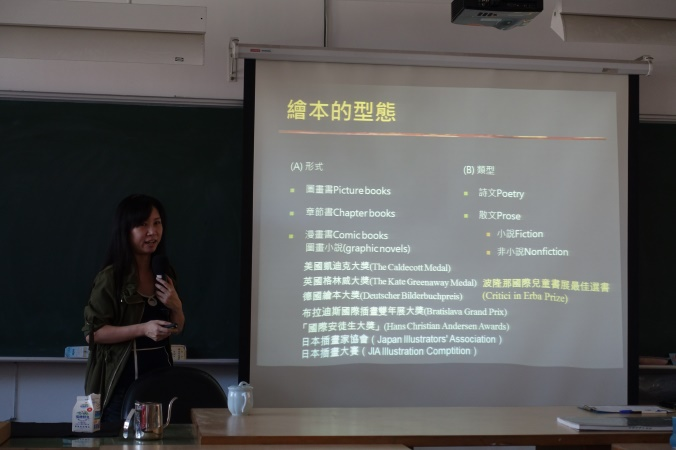 繪本的型態
(A) 形式
圖畫書Picture books
章節書Chapter books
漫畫書Comic books
圖畫小說(graphic novels)
(B) 類型
詩文Poetry
散文Prose
小說Fiction
非小說Nonfiction
美國凱迪克大獎(The Caldecott Medal)
英國格林威大獎(The Kate Greenaway Medal)
德國繪本大獎(Deutscher Bilderbuchpreis)
波隆那國際兒童書展最佳選書
(Critici in Erba Prize)
布拉迪斯國際插畫雙年展大獎(Bratislava Grand Prix)
「國際安徒生大獎」(Hans Christian Andersen Awards)
日本插畫家協會（Japan Illustrators' Association）
日本插畫大賽（JIA Illustration Comptition）